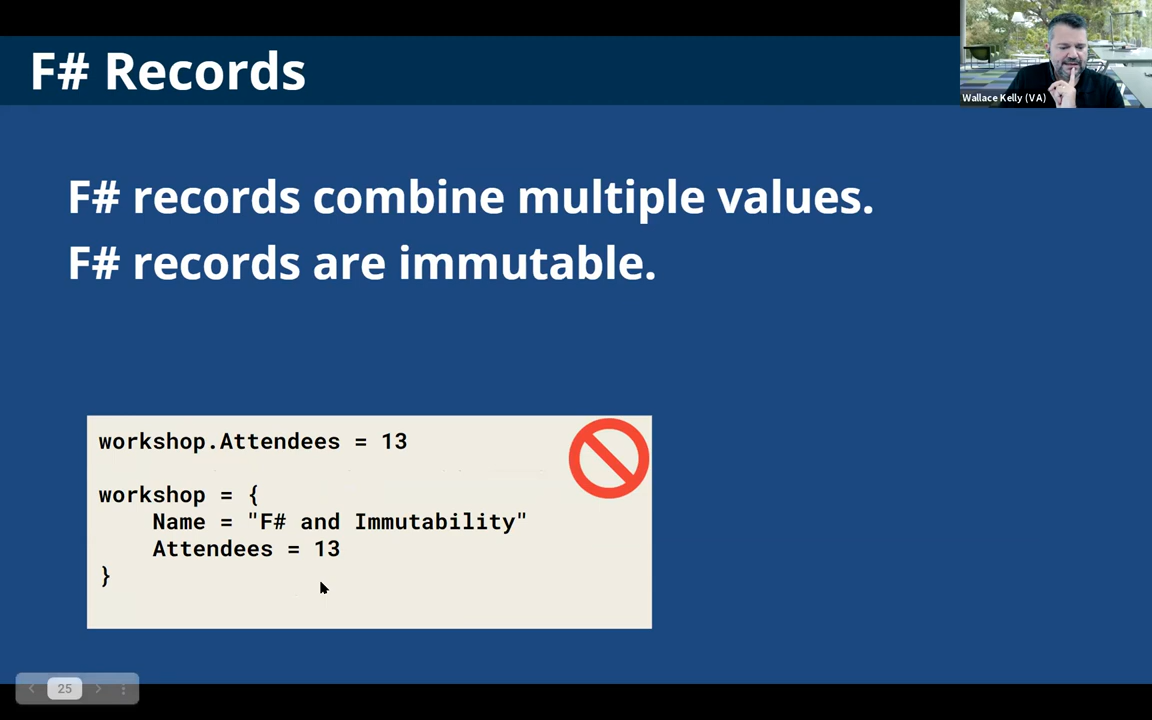 F# Records
Wallace Kelly (VA)
F# records combine multiple values.
F# records are immutable.
workshop.Attendees = 13
workshop = {
    Name = "F# and Immutability"
    Attendees = 13
}
25